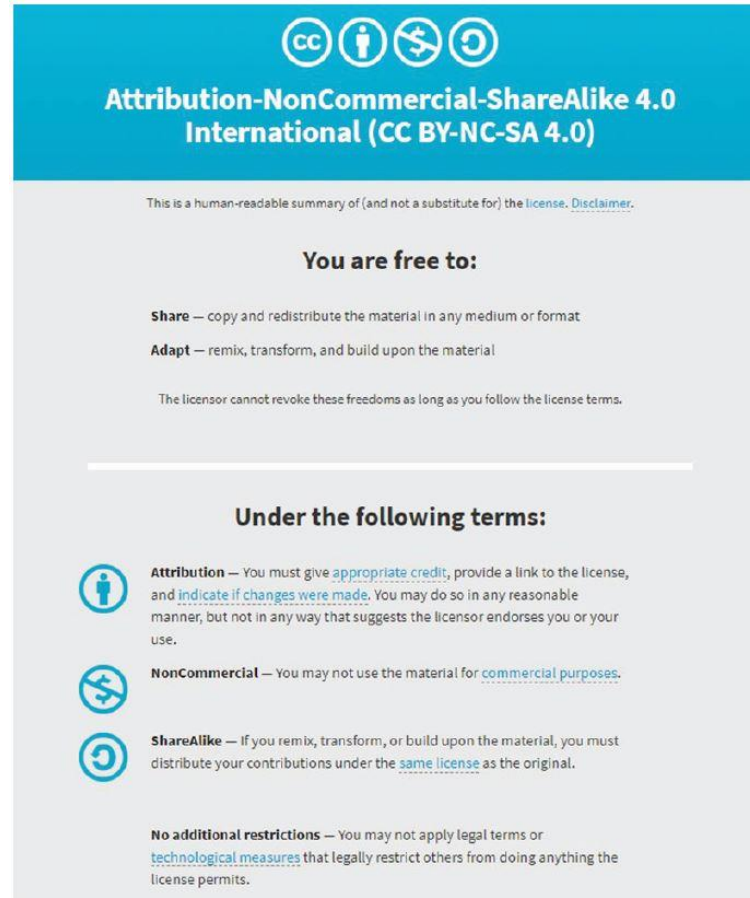 cc
Attribution-NonCommercial-ShareAlike 4.0
International (CC BY-NC-SA 4.0)
This is a human-readable summary of (and not a substitute for) the license. Disclaimer.
You are free to:
Share — copy and redistribute the material in any medium or format
Adapt — remix, transform, and build upon the material
The licensor cannot revoke these freedoms as long as you follow the license terms.
Under the following terms:
Attribution — You must give appropriate credit, provide a link to the license,
and indicate if changes were made. You may do so in any reasonable
manner, but not in any way that suggests the licensor endorses you or your
use.
NonCommercial — You may not use the material for commercial purposes.
ShareAlike — If you remix, transform, or build upon the material, you must
distribute your contributions under the same license as the original.
No additional restrictions — You may not apply legal terms or
technological measures that legally restrict others from doing anything the
license permits.